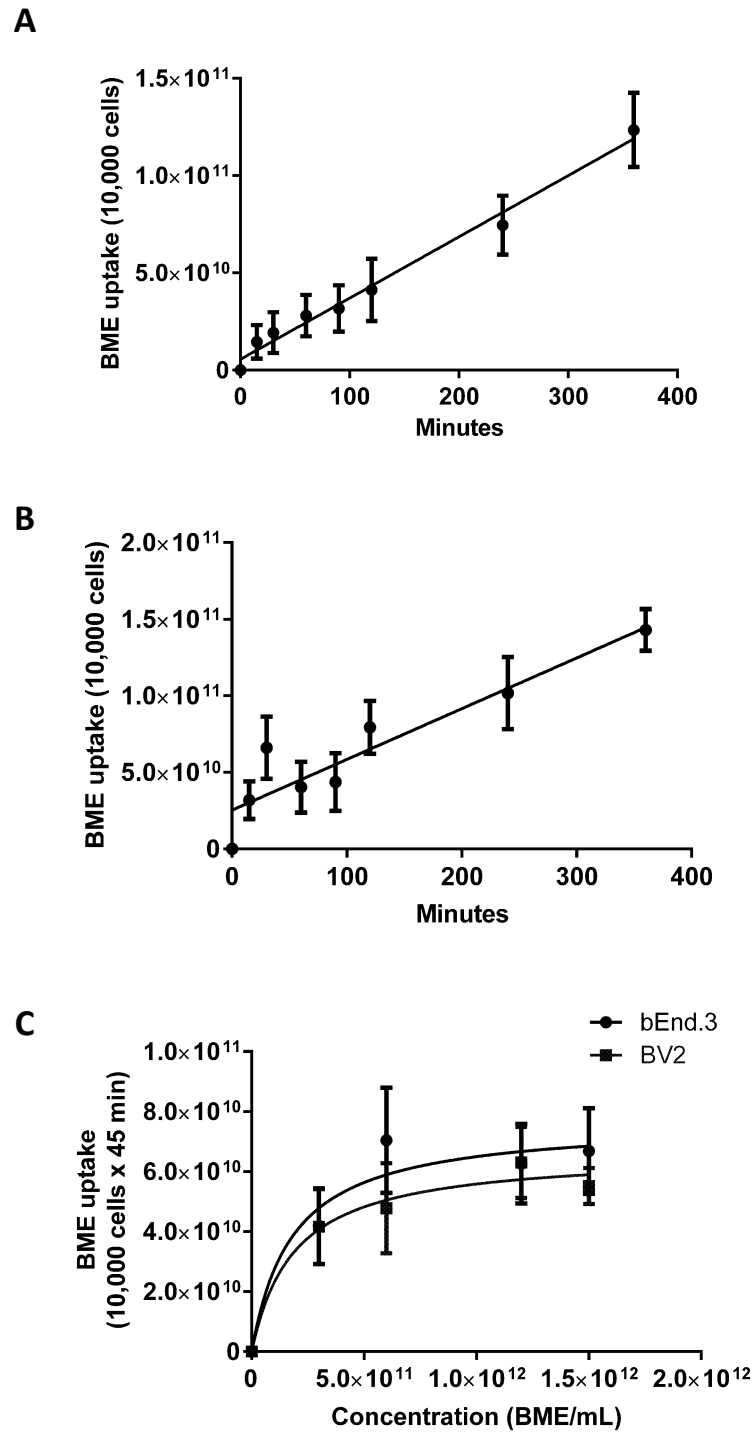 A
BME uptake (10,000 cells)
1.5×10¹¹
1.0×10¹¹
5.0×10¹⁰
0
0 100 200 300 400
Minutes
B
BME uptake (10,000 cells)
2.0×10¹¹
1.5×10¹¹
1.0×10¹¹
5.0×10¹⁰
0
0 100 200 300 400
Minutes
C
bEnd.3
BV2
BME uptake
(10,000 cells x 45 min)
1.0×10¹¹
8.0×10¹⁰
6.0×10¹⁰
4.0×10¹⁰
2.0×10¹⁰
0
0 5.0×10¹¹ 1.0×10¹² 1.5×10¹² 2.0×10¹²
Concentration (BME/mL)